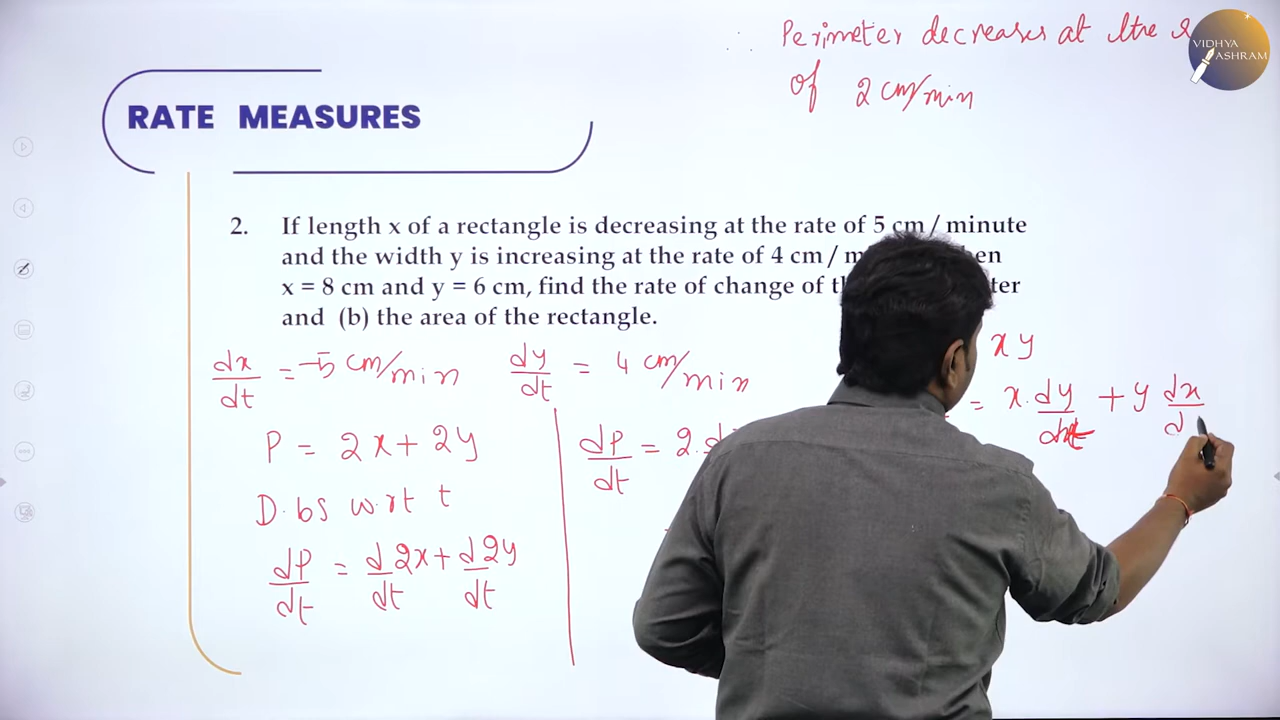 ∴ Perimeter decreases at the
of 2 cm/min
VIDHYA
ASHRAM
RATE MEASURES
2. If length x of a rectangle is decreasing at the rate of 5 cm / minute
and the width y is increasing at the rate of 4 cm /
x = 8 cm and y = 6 cm, find the rate of change of
and (b) the area of the rectangle.
dx/dt = -5 cm/min dy/dt = 4 cm/min
P = 2x + 2y
D.bs w.rt t
dP/dt = d/dt 2x + d/dt 2y
dP/dt = 2.
xy
= x. dy/dt + y dx/d